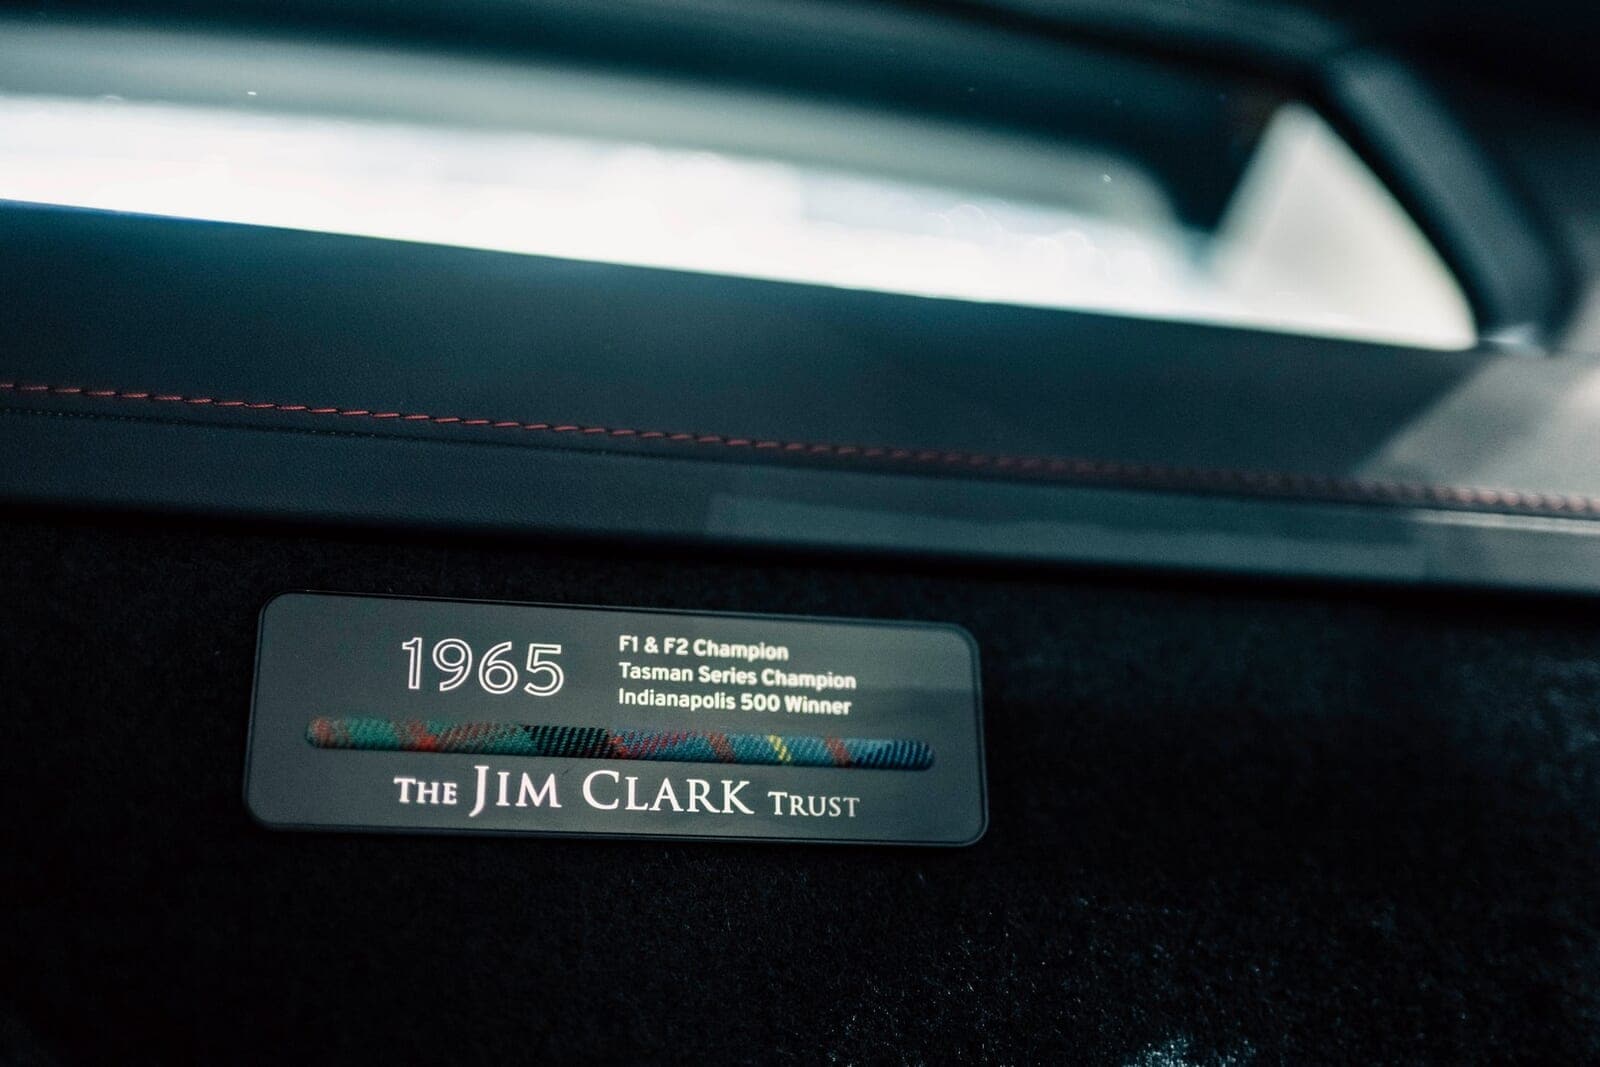 1965
F1 & F2 Champion
Tasman Series Champion
Indianapolis 500 Winner
THE JIM CLARK TRUST